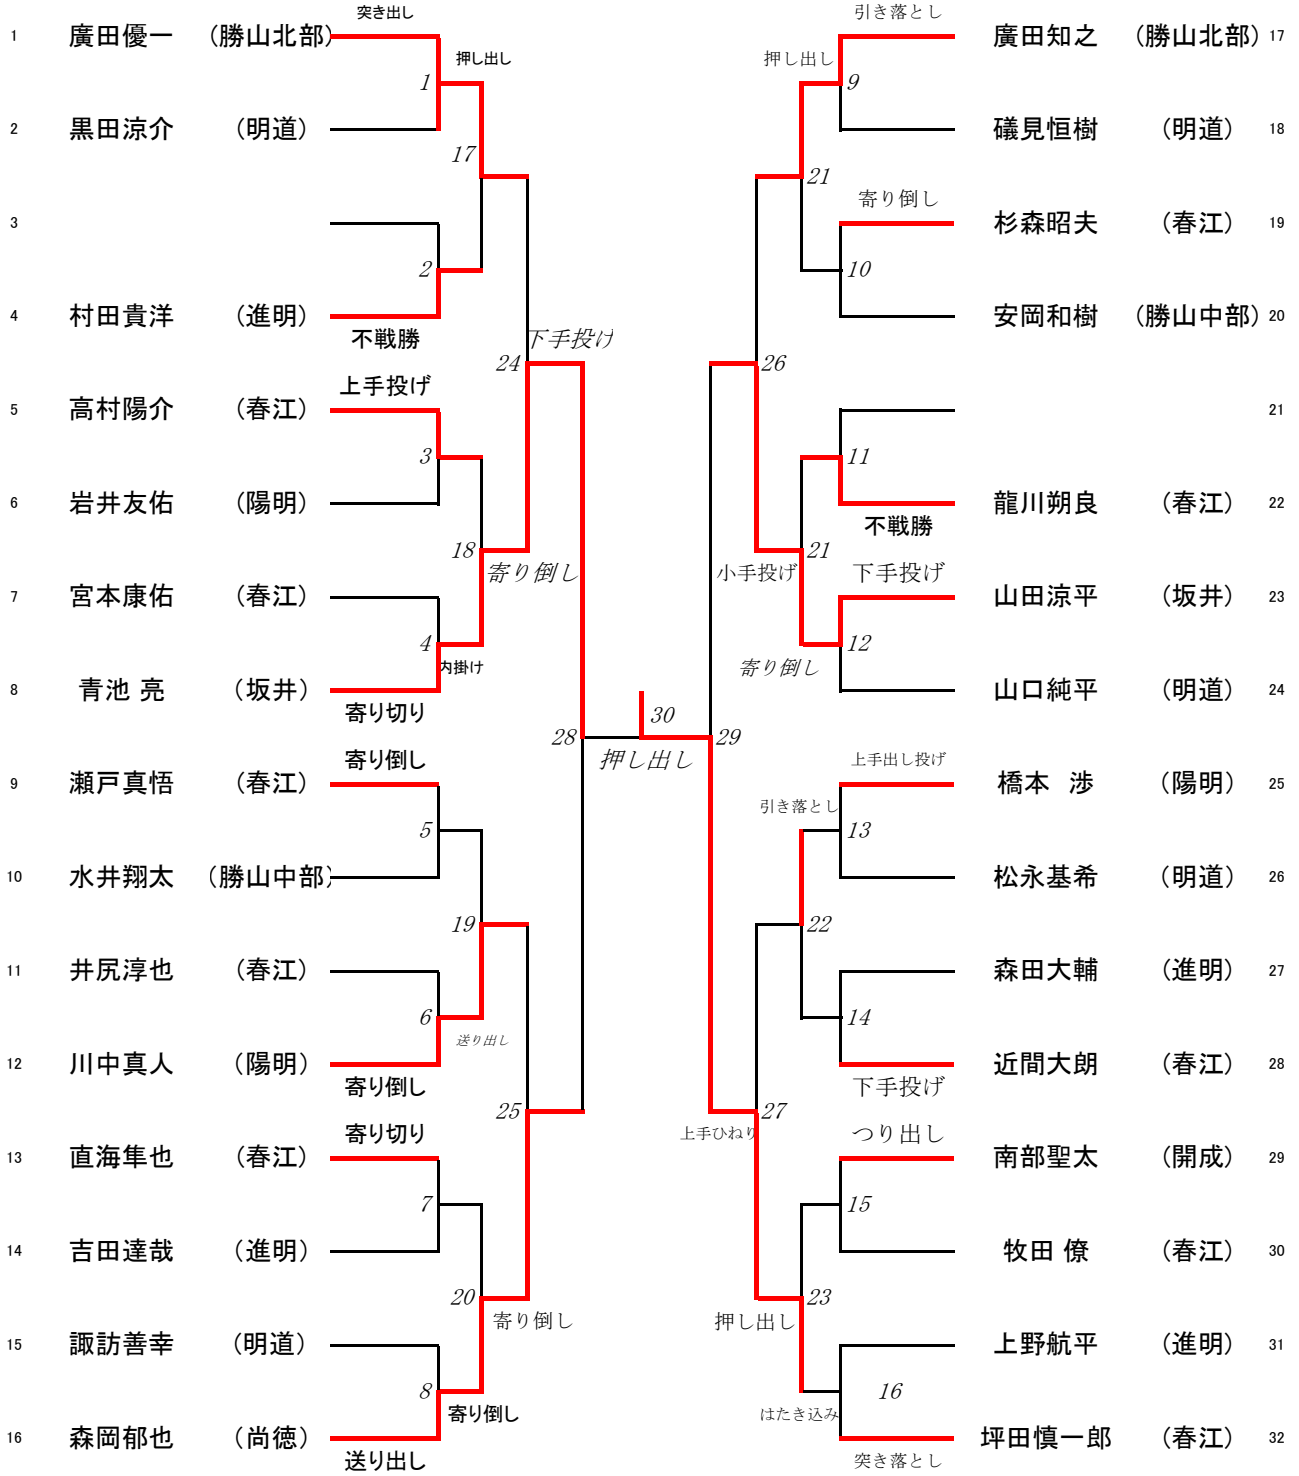 突き出し
1 廣田優一 (勝山北部)
押し出し
1
2 黒田涼介 (明道)
17
3
2
4 村田貴洋 (進明)
不戦勝
下手投げ
24
上手投げ
5 高村陽介 (春江)
3
6 岩井友佑 (陽明)
18
寄り倒し
7 宮本康佑 (春江)
4
内掛け
8 青池 亮 (坂井)
寄り切り
28
寄り倒し
9 瀬戸真悟 (春江)
5
10 水井翔太 (勝山中部)
19
11 井尻淳也 (春江)
6
送り出し
12 川中真人 (陽明)
寄り倒し
25
寄り切り
13 直海隼也 (春江)
7
14 吉田達哉 (進明)
20
寄り倒し
15 諏訪善幸 (明道)
8
寄り倒し
16 森岡郁也 (尚徳)
送り出し
30
押し出し
引き落とし
廣田知之 (勝山北部) 17
押し出し
9
礒見恒樹 (明道) 18
21
寄り倒し
杉森昭夫 (春江) 19
10
安岡和樹 (勝山中部) 20
26
21
11
龍川朔良 (春江) 22
不戦勝
21
小手投げ
下手投げ
山田涼平 (坂井) 23
12
寄り倒し
山口純平 (明道) 24
29
上手出し投げ
橋本 渉 (陽明) 25
引き落とし
13
松永基希 (明道) 26
22
森田大輔 (進明) 27
14
近間大朗 (春江) 28
下手投げ
27
上手ひねり
つり出し
南部聖太 (開成) 29
15
牧田 僚 (春江) 30
23
押し出し
上野航平 (進明) 31
16
はたき込み
坪田慎一郎 (春江) 32
突き落とし